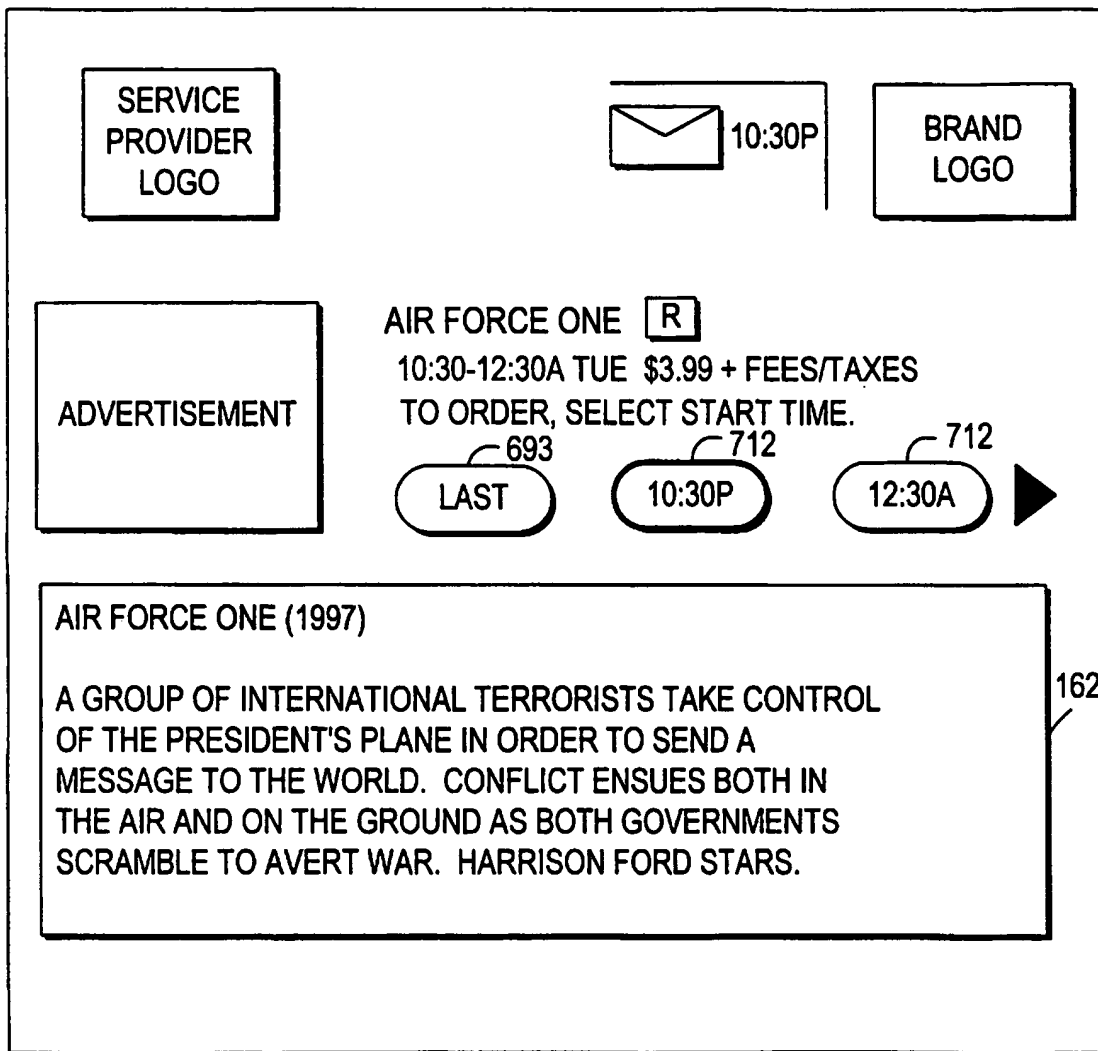 SERVICE
PROVIDER
LOGO
10:30P
BRAND
LOGO
ADVERTISEMENT
AIR FORCE ONE R
10:30-12:30A TUE $3.99 + FEES/TAXES
TO ORDER, SELECT START TIME.
693
712
712
LAST
10:30P
12:30A
AIR FORCE ONE (1997)
A GROUP OF INTERNATIONAL TERRORISTS TAKE CONTROL
OF THE PRESIDENT'S PLANE IN ORDER TO SEND A
MESSAGE TO THE WORLD. CONFLICT ENSUES BOTH IN
THE AIR AND ON THE GROUND AS BOTH GOVERNMENTS
SCRAMBLE TO AVERT WAR. HARRISON FORD STARS.
162